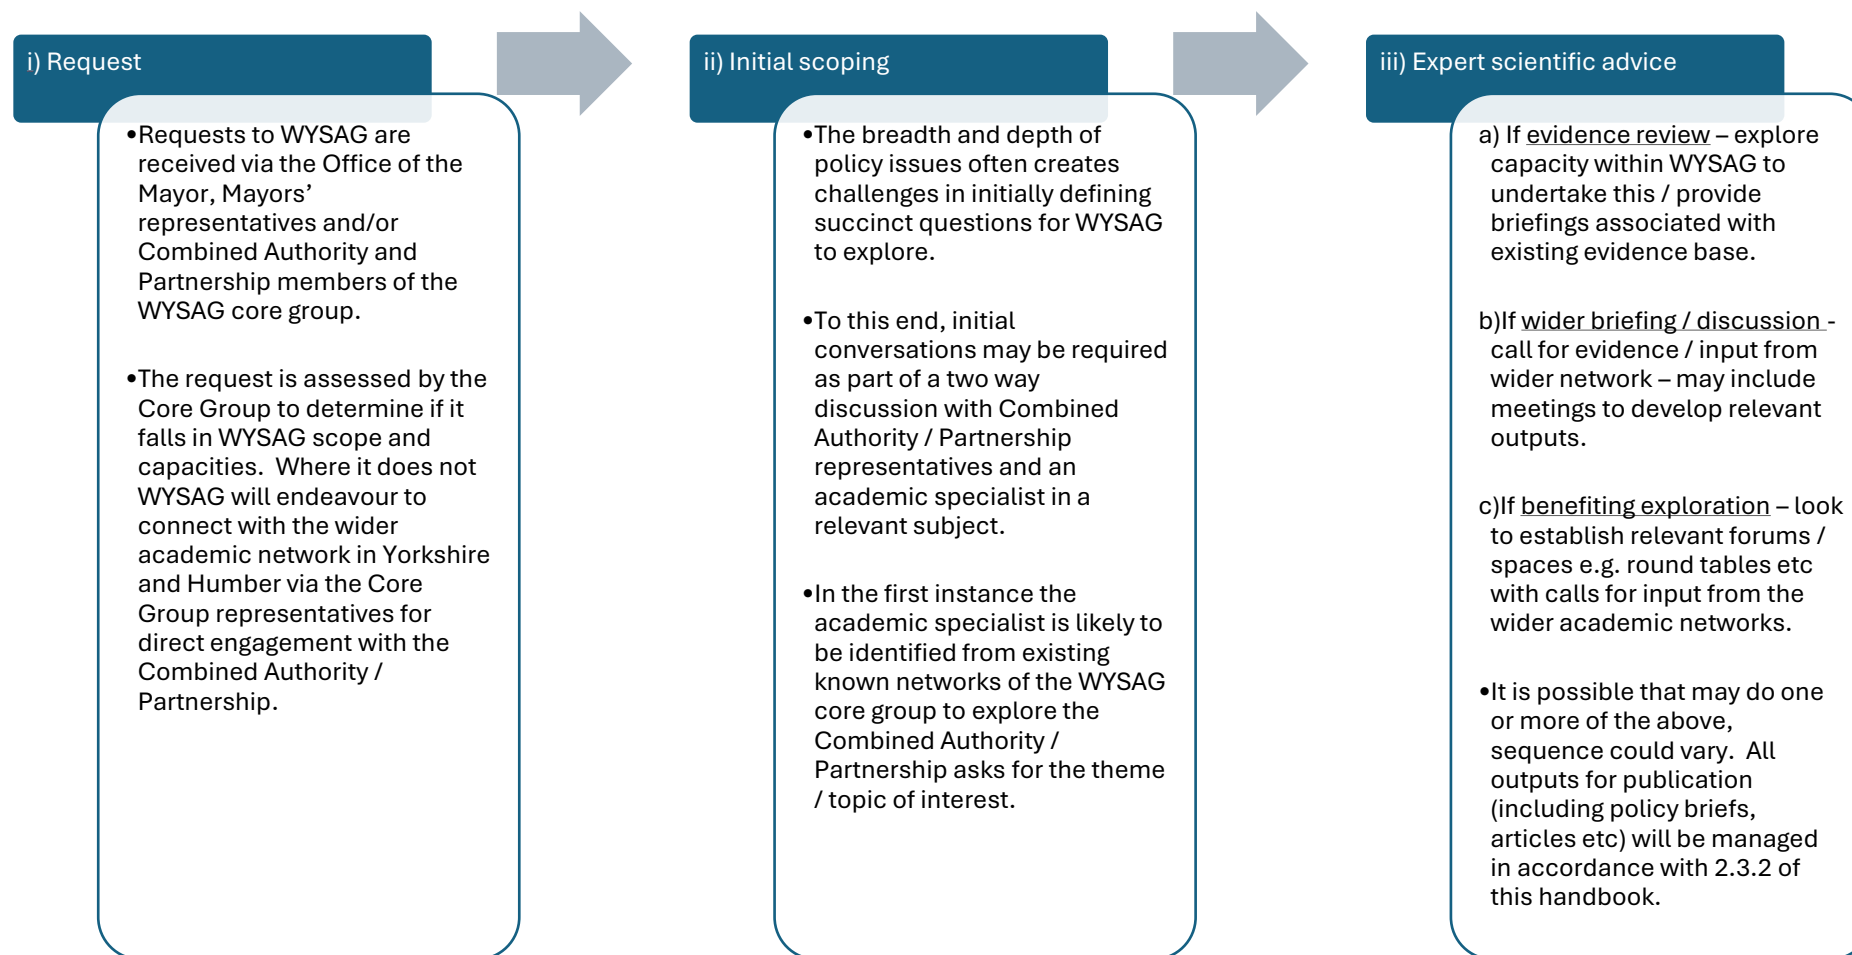 i) Request
•Requests to WYSAG are
received via the Office of the
Mayor, Mayors’
representatives and/or
Combined Authority and
Partnership members of the
WYSAG core group.
•The request is assessed by the
Core Group to determine if it
falls in WYSAG scope and
capacities.  Where it does not
WYSAG will endeavour to
connect with the wider
academic network in Yorkshire
and Humber via the Core
Group representatives for
direct engagement with the
Combined Authority /
Partnership.
ii) Initial scoping
•The breadth and depth of
policy issues often creates
challenges in initially defining
succinct questions for WYSAG
to explore.
•To this end, initial
conversations may be required
as part of a two way
discussion with Combined
Authority / Partnership
representatives and an
academic specialist in a
relevant subject.
•In the first instance the
academic specialist is likely to
be identified from existing
known networks of the WYSAG
core group to explore the
Combined Authority /
Partnership asks for the theme
/ topic of interest.
iii) Expert scientific advice
a) If evidence review – explore
capacity within WYSAG to
undertake this / provide
briefings associated with
existing evidence base.
b)If wider briefing / discussion -
call for evidence / input from
wider network – may include
meetings to develop relevant
outputs.
c)If benefiting exploration – look
to establish relevant forums /
spaces e.g. round tables etc
with calls for input from the
wider academic networks.
•It is possible that may do one
or more of the above,
sequence could vary.  All
outputs for publication
(including policy briefs,
articles etc) will be managed
in accordance with 2.3.2 of
this handbook.